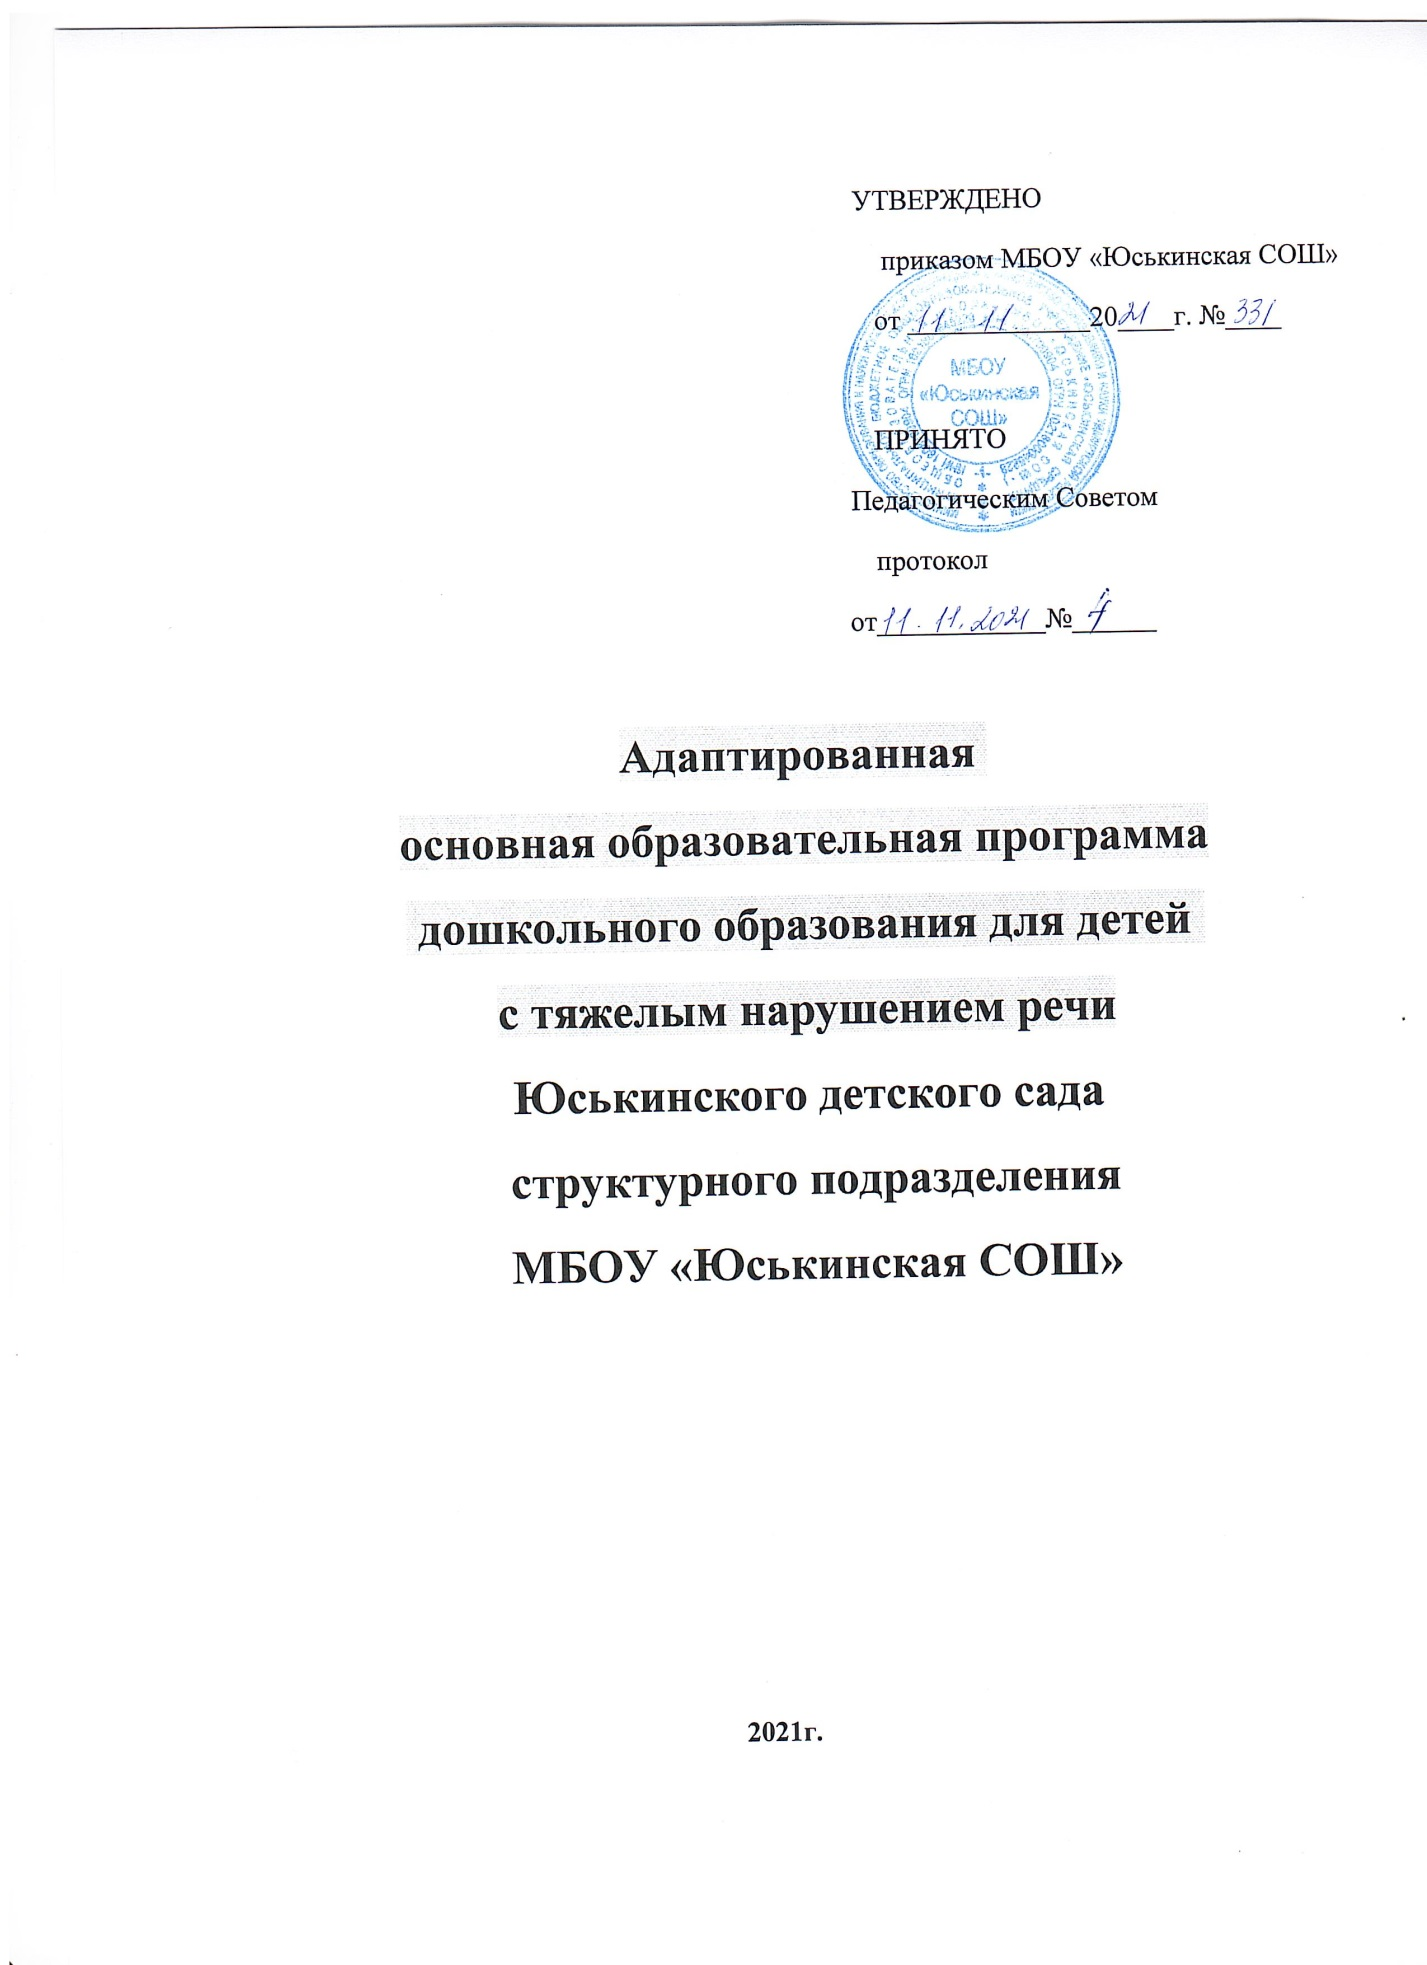 УТВЕРЖДЕНО
приказом МБОУ «Юськинская СОШ»
от 11 11. 2021 г. № 331
МБОУ
«Юськинская
СОШ»
ПРИНЯТО
Педагогическим Советом
протокол
от 11. 11. 2021 №
Адаптированная
основная образовательная программа
дошкольного образования для детей
с тяжелым нарушением речи
Юськинского детского сада
структурного подразделения
МБОУ «Юськинская СОШ»
2021г.